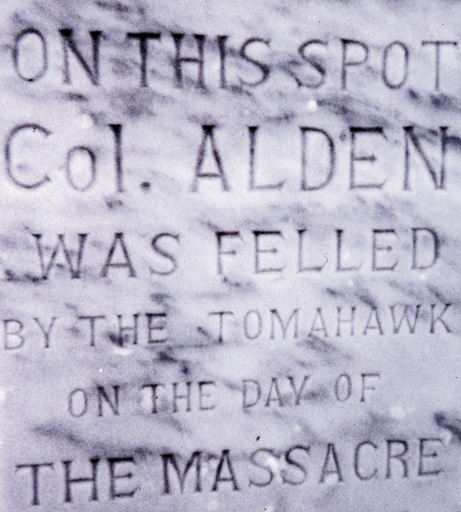 ON THIS SPOT
Col. ALDEN
WAS FELLED
BY THE TOMAHAWK
ON THE DAY OF
THE MASSACRE